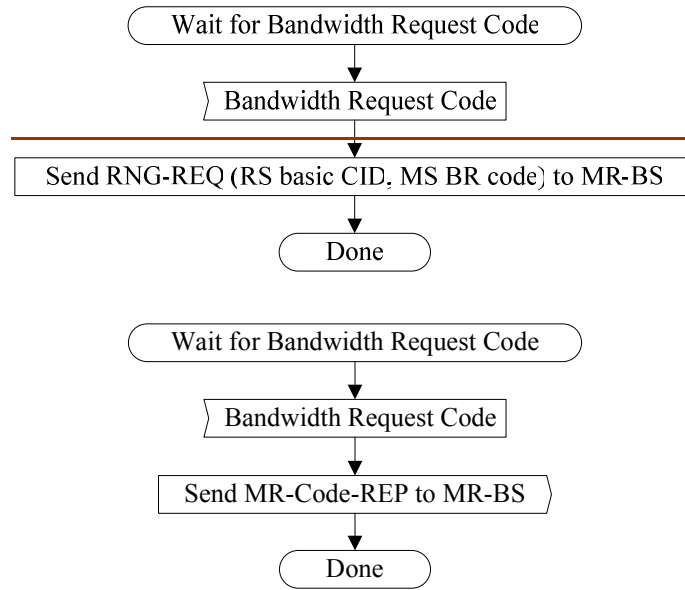 Wait for Bandwidth Request Code
Bandwidth Request Code
Send RNG-REQ (RS basic CID, MS BR code) to MR-BS
Done
Wait for Bandwidth Request Code
Bandwidth Request Code
Send MR-Code-REP to MR-BS
Done